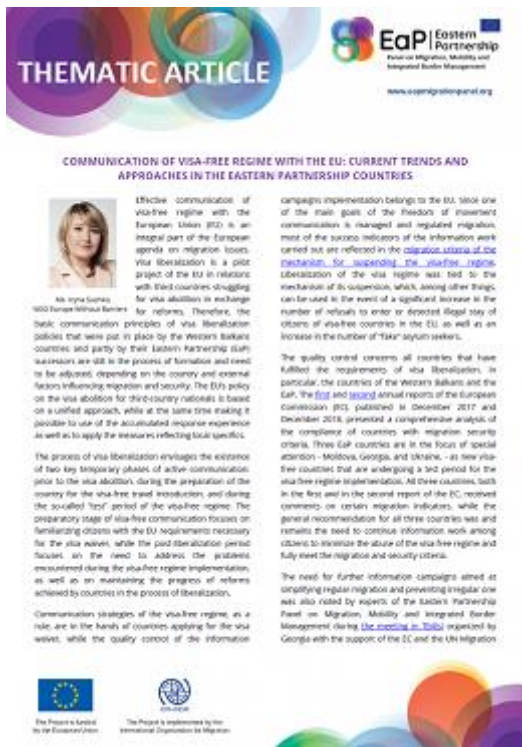 THEMATIC ARTICLE
EaP | Eastern Partnership
Panel on Migration, Mobility and
Integrated Border Management
www.eapmigrationpanel.org
COMMUNICATION OF VISA-FREE REGIME WITH THE EU: CURRENT TRENDS AND
APPROACHES IN THE EASTERN PARTNERSHIP COUNTRIES
Ms. Iryna Sushko,
NGO Europe Without Barriers
Effective communication of
visa-free regime with the
European Union (EU) is an
integral part of the European
agenda on migration issues.
Visa liberalization is a pilot
project of the EU in relations
with third countries struggling
for visa abolition in exchange
for reforms. Therefore, the
basic communication principles of visa liberalization
policies that were put in place by the Western Balkans
countries and partly by their Eastern Partnership (EaP)
successors are still in the process of formation and need
to be adjusted, depending on the country and external
factors influencing migration and security. The EU's policy
on the visa abolition for third-country nationals is based
on a unified approach, while at the same time making it
possible to use of the accumulated response experience
as well as to apply the measures reflecting local specifics.
The process of visa liberalization envisages the existence
of two key temporary phases of active communication:
prior to the visa abolition, during the preparation of the
country for the visa-free travel introduction, and during
the so-called "test" period of the visa-free regime. The
preparatory stage of visa-free communication focuses on
familiarizing citizens with the EU requirements necessary
for the visa waiver, while the post-liberalization period
focuses on the need to address the problems
encountered during the visa-free regime implementation,
as well as on maintaining the progress of reforms
achieved by countries in the process of liberalization.
Communication strategies of the visa-free regime, as a
rule, are in the hands of countries applying for the visa
waiver, while the quality control of the information
campaigns implementation belongs to the EU. Since one
of the main goals of the freedom of movement
communication is managed and regulated migration,
most of the success indicators of the information work
carried out are reflected in the migration criteria of the
mechanism for suspending the visa-free regime.
Liberalization of the visa regime was tied to the
mechanism of its suspension, which, among other things,
can be used in the event of a significant increase in the
number of refusals to enter or detected illegal stay of
citizens of visa-free countries in the EU, as well as an
increase in the number of "fake" asylum seekers.
The quality control concerns all countries that have
fulfilled the requirements of visa liberalization, in
particular, the countries of the Western Balkans and the
EaP. The first and second annual reports of the European
Commission (EC), published in December 2017 and
December 2018, presented a comprehensive analysis of
the compliance of countries with migration security
criteria. Three EaP countries are in the focus of special
attention - Moldova, Georgia, and Ukraine, - as new visa-
free countries that are undergoing a test period for the
visa-free regime implementation. All three countries, both
in the first and in the second report of the EC, received
comments on certain migration indicators, while the
general recommendation for all three countries was and
remains the need to continue information work among
citizens to minimize the abuse of the visa-free regime and
fully meet the migration and security criteria.
The need for further information campaigns aimed at
simplifying regular migration and preventing irregular one
was also noted by experts of the Eastern Partnership
Panel on Migration, Mobility and Integrated Border
Management during the meeting in Tbilisi organized by
Georgia with the support of the EC and the UN Migration
The Project is funded
by the European Union
IOM • OIM
The Project is implemented by the
International Organization for Migration